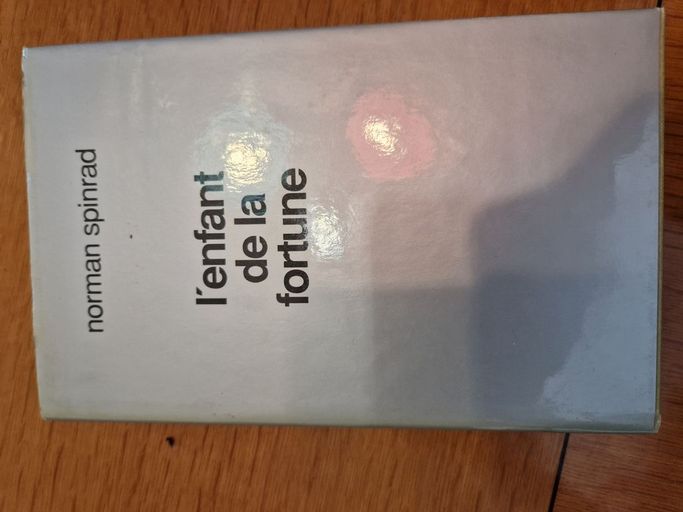 norman spinrad
l'enfant
de la
fortune